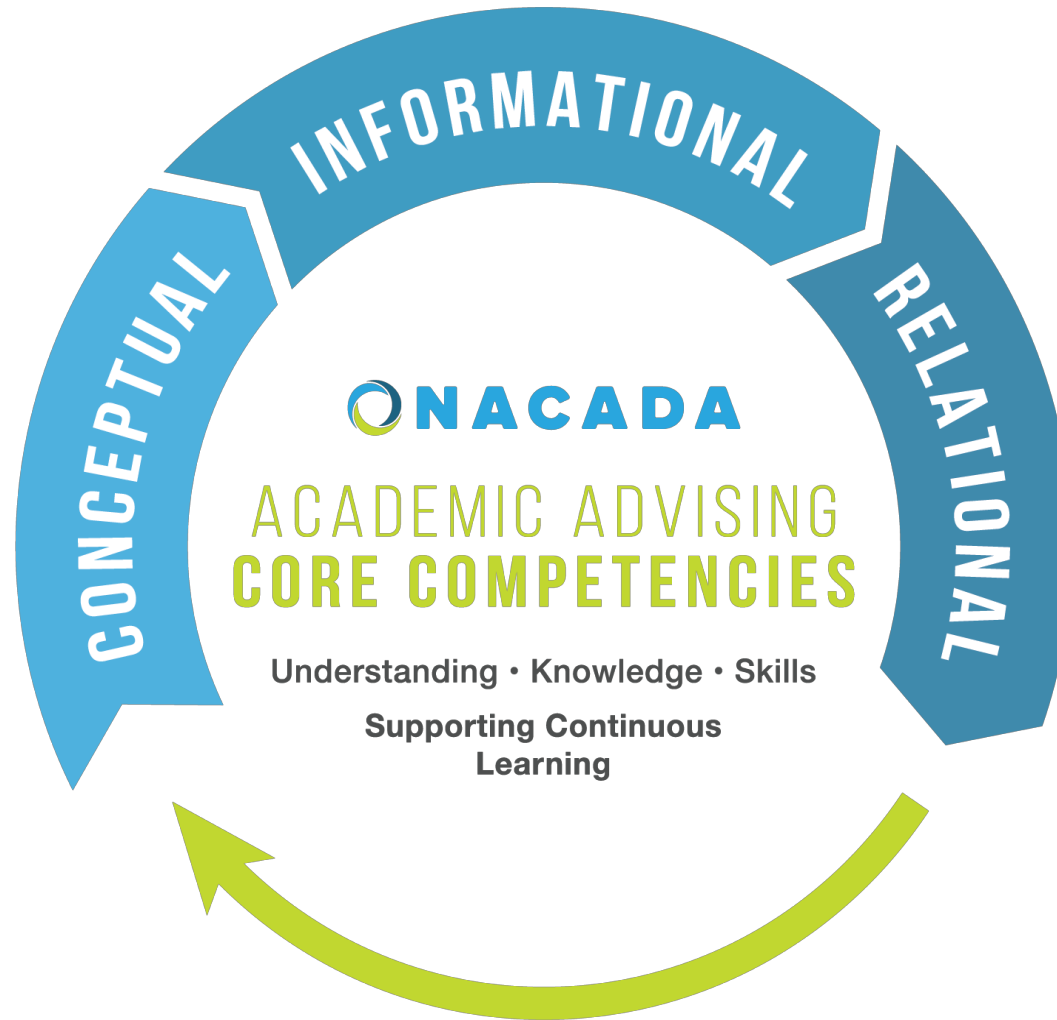 CONCEPTUAL
INFORMATIONAL
RELATIONAL
NACADA
ACADEMIC ADVISING
CORE COMPETENCIES
Understanding • Knowledge • Skills
Supporting Continuous
Learning